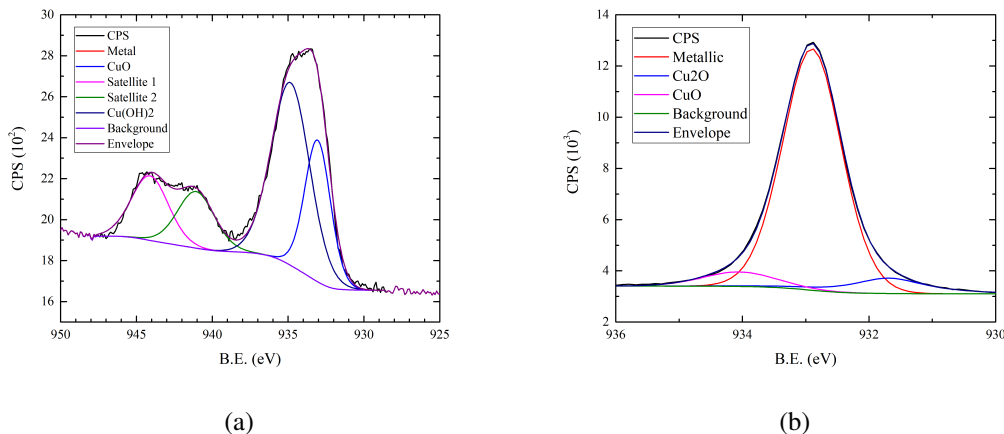 CPS
Metal
CuO
Satellite 1
Satellite 2
Cu(OH)2
Background
Envelope
30
28
26
24
22
20
18
16
CPS (10²)
950 945 940 935 930 925
B.E. (eV)
(a)
CPS
Metallic
Cu2O
CuO
Background
Envelope
14
12
10
8
6
4
2
CPS (10³)
936 934 932 930
B.E. (eV)
(b)